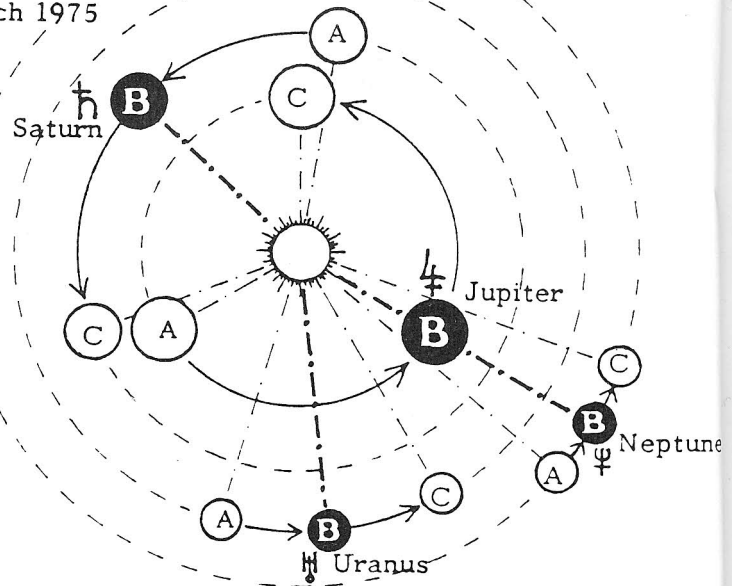 ch 1975
A
C
♄ B
Saturn
♃
Jupiter
B
C A
C
B
Neptune
♆
A
C
A B
♅ Uranus